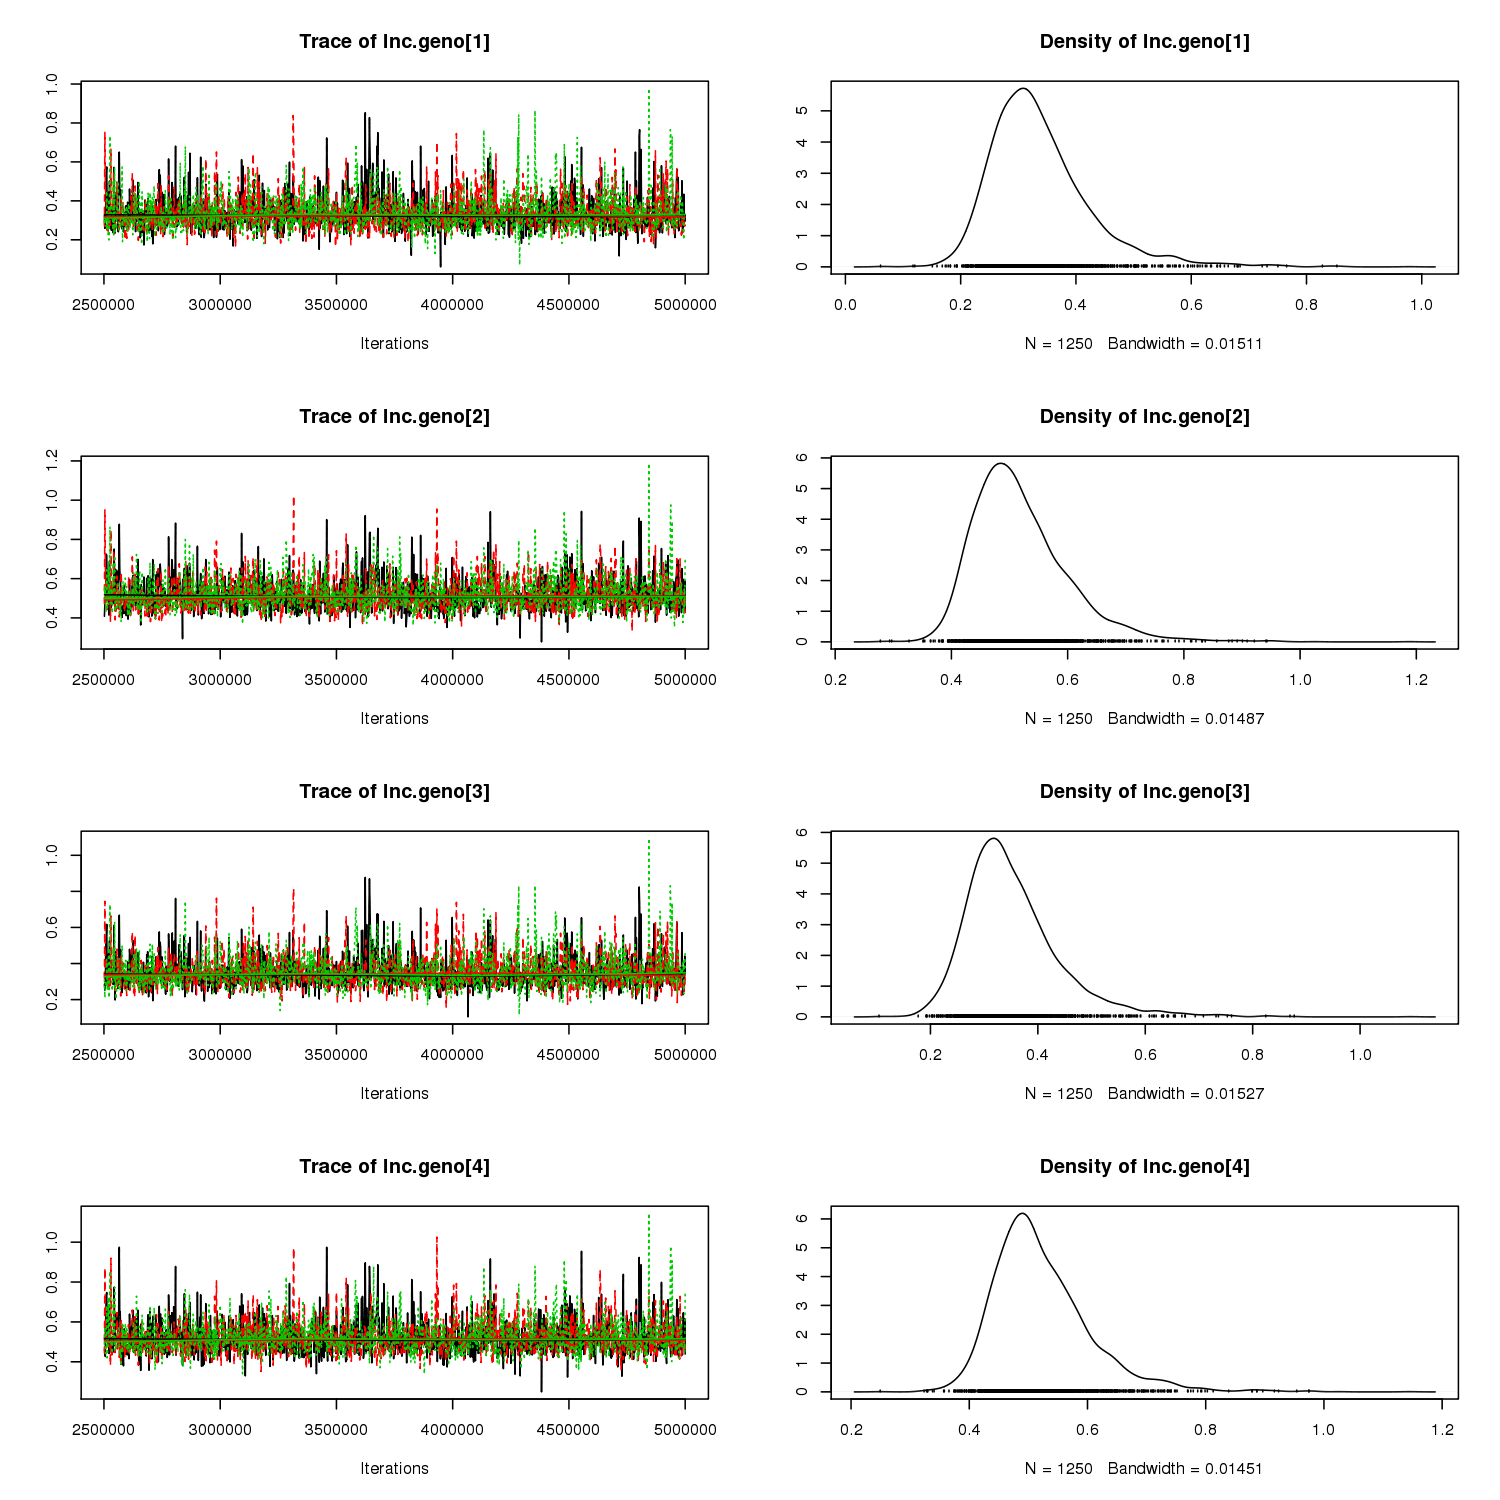 Trace of Inc.geno[1]
1.0
0.8
0.6
0.4
0.2
2500000 3000000 3500000 4000000 4500000 5000000
Iterations
Density of Inc.geno[1]
5
4
3
2
1
0
0.0 0.2 0.4 0.6 0.8 1.0
N = 1250 Bandwidth = 0.01511
Trace of Inc.geno[2]
1.2
1.0
0.8
0.6
0.4
2500000 3000000 3500000 4000000 4500000 5000000
Iterations
Density of Inc.geno[2]
6
5
4
3
2
1
0
0.2 0.4 0.6 0.8 1.0 1.2
N = 1250 Bandwidth = 0.01487
Trace of Inc.geno[3]
1.0
0.6
0.2
2500000 3000000 3500000 4000000 4500000 5000000
Iterations
Density of Inc.geno[3]
6
5
4
3
2
1
0
0.2 0.4 0.6 0.8 1.0
N = 1250 Bandwidth = 0.01527
Trace of Inc.geno[4]
1.0
0.8
0.6
0.4
2500000 3000000 3500000 4000000 4500000 5000000
Iterations
Density of Inc.geno[4]
6
5
4
3
2
1
0
0.2 0.4 0.6 0.8 1.0 1.2
N = 1250 Bandwidth = 0.01451